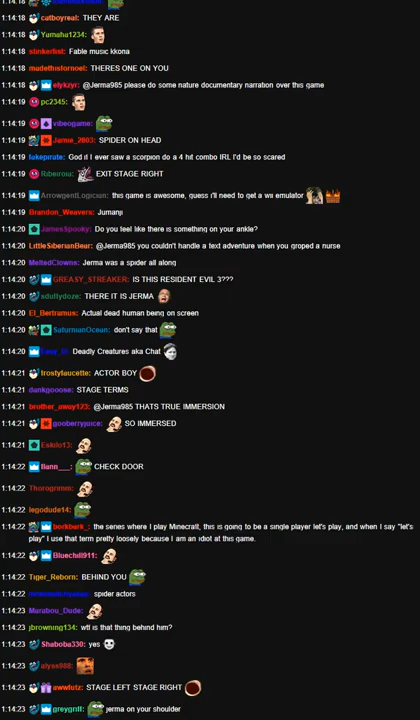 1:14:18
1:14:18 catboyreal: THEY ARE
1:14:18 Yamaha1234:
1:14:18 stinkerfist: Fable music kkona
1:14:18 madethisfornoel: THERES ONE ON YOU
1:14:18 elykzyr: @Jerma985 please do some nature documentary narration over this game
1:14:19 pc2345:
1:14:19 vibeogame:
1:14:19 Jarme_2803: SPIDER ON HEAD
1:14:19 lakepirate: God if I ever saw a scorpion do a 4 hit combo IRL I'd be so scared
1:14:19 Ribeirou: EXIT STAGE RIGHT
1:14:19 ArrowgentLogician: this game is awesome, guess i'll need to get a wii emulator
1:14:19 Brandon_Weavers: Jumanji
1:14:20 JamesSpooky: Do you feel like there is something on your ankle?
1:14:20 LittleSiberianBear: @Jerma985 you couldn't handle a text adventure when you groped a nurse
1:14:20 MeltedClowns: Jerma was a spider all along
1:14:20 GREASY_STREAKER: IS THIS RESIDENT EVIL 3???
1:14:20 sdullydoze: THERE IT IS JERMA
1:14:20 El_Bertramus: Actual dead human being on screen
1:14:20 SaturnianOcean: don't say that
1:14:20 Deadly Creatures aka Chat
1:14:21 frostyfaucette: ACTOR BOY
1:14:21 dankgooose: STAGE TERMS
1:14:21 brother_away123: @Jerma985 THATS TRUE IMMERSION
1:14:21 gooberryjuice: SO IMMERSED
1:14:21 Eskilo13:
1:14:22 llann___: CHECK DOOR
1:14:22 Thorogrimm:
1:14:22 legodude14:
1:14:22 borkbark_: the series where I play Minecraft, this is going to be a single player let's play, and when I say "let's
play" I use that term pretty loosely because I am an idiot at this game.
1:14:22 Bluechill911:
1:14:22 Tiger_Reborn: BEHIND YOU
1:14:22 spider actors
1:14:23 Marabou_Dude:
1:14:23 jbrowning134: wtf is that thing behind him?
1:14:23 Shaboba330: yes
1:14:23 alyss988:
1:14:23 awwfutz: STAGE LEFT STAGE RIGHT
1:14:23 greygntl: jerma on your shoulder